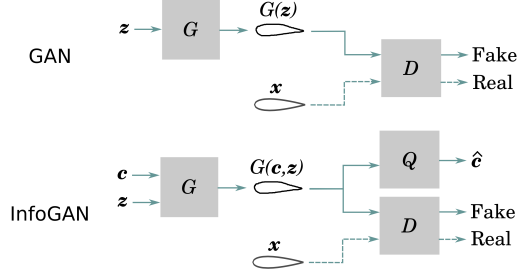 GAN
z
G
G(z)
x
D
Fake
Real
InfoGAN
c
z
G
G(c,z)
x
Q
ĉ
D
Fake
Real